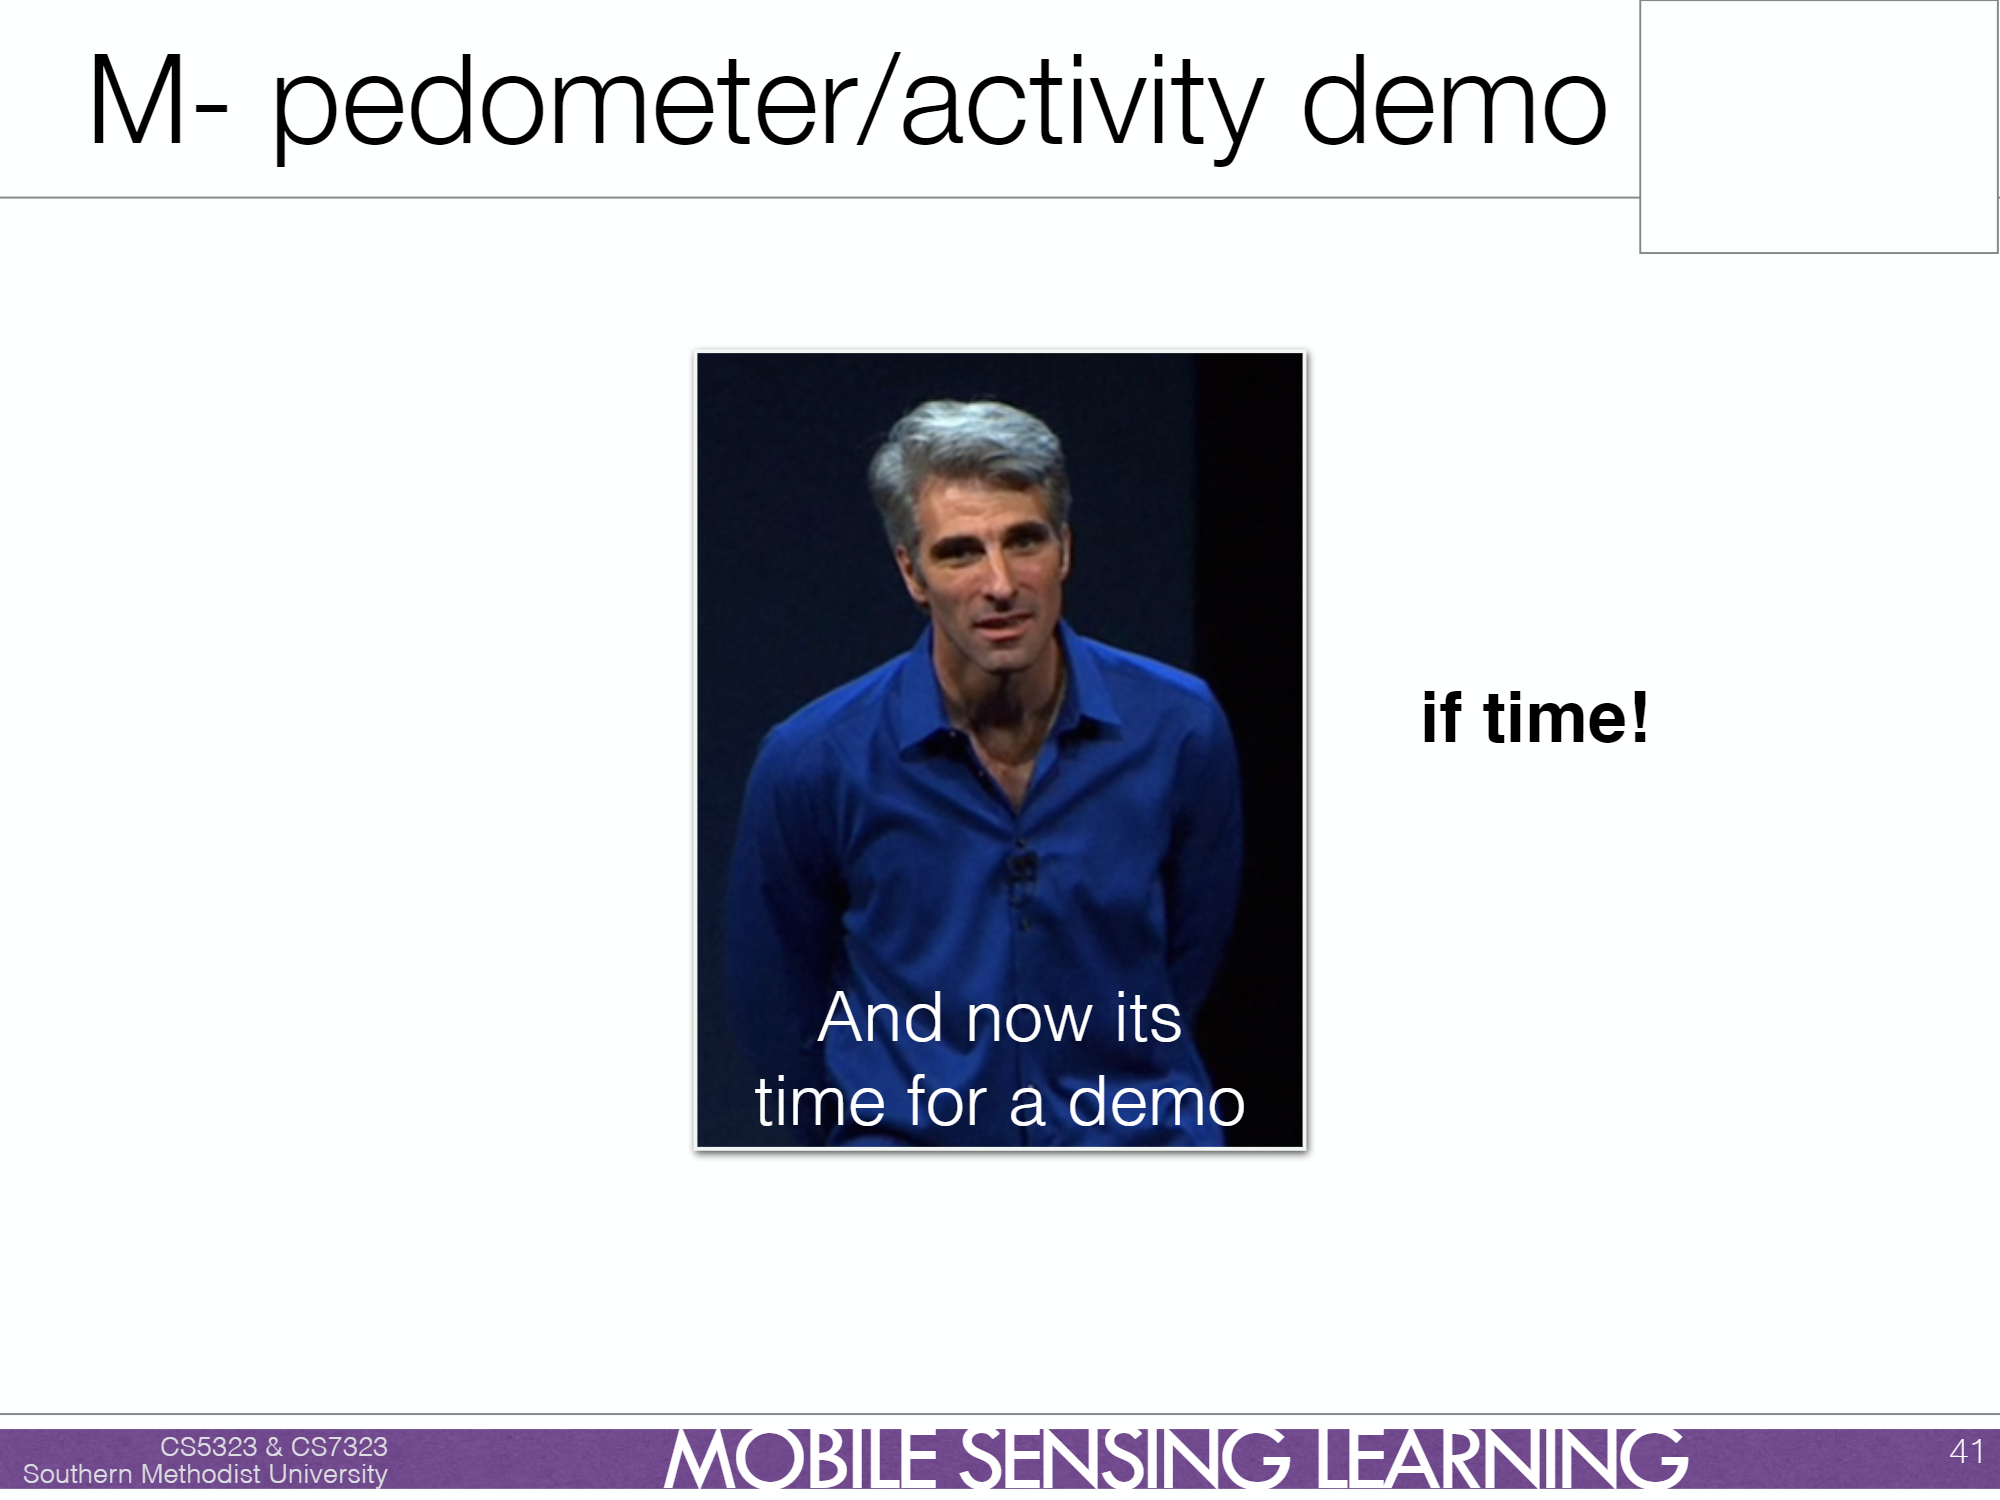 M- pedometer/activity demo
if time!
And now its
time for a demo
CS5323 & CS7323
Southern Methodist University
MOBILE SENSING LEARNING
41